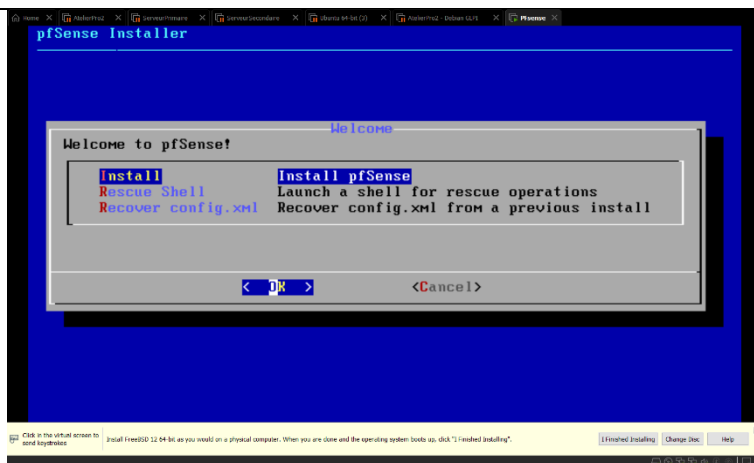 Home AtelierPro2 ServeurPrimaire ServeurSecondaire Ubuntu 64-bit (3) AtelierPro2 - Debian GLPI Pfsense
pfSense Installer
Welcome
Welcome to pfSense!
Install Install pfSense
Rescue Shell Launch a shell for rescue operations
Recover config.xml Recover config.xml from a previous install
< OK > <Cancel>
Click in the virtual screen to
send keystrokes
Install FreeBSD 12 64-bit as you would on a physical computer. When you are done and the operating system boots up, click "I Finished Installing".
I Finished Installing Change Disc Help